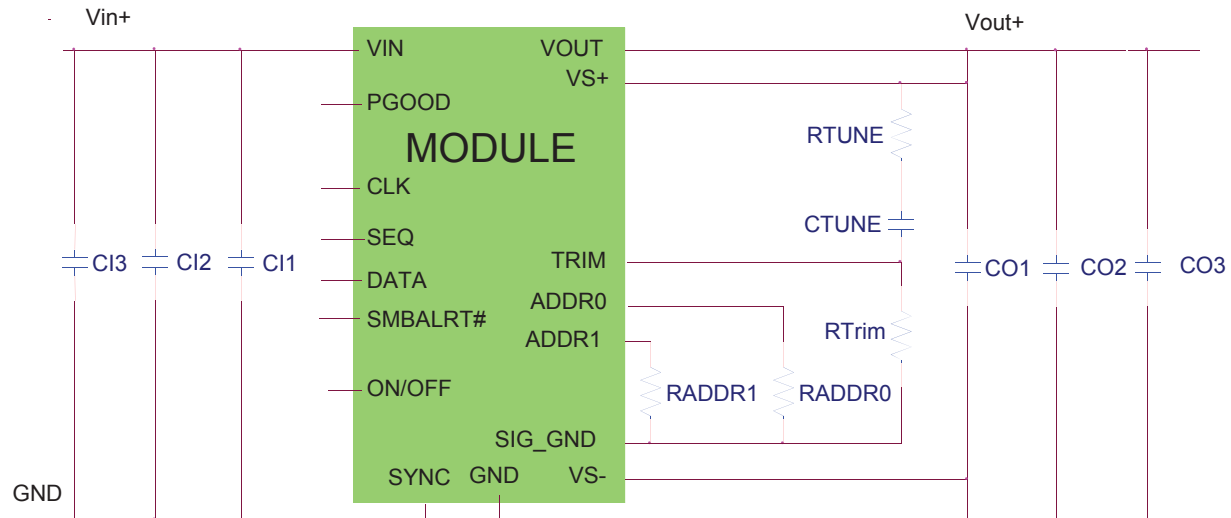 Vin+
Vout+
VIN
VOUT
VS+
PGOOD
MODULE
RTUNE
CLK
CTUNE
SEQ
TRIM
CI3
CI2
CI1
CO1
CO2
CO3
DATA
ADDR0
SMBALRT#
ADDR1
RTrim
ON/OFF
RADDR1
RADDR0
SIG_GND
SYNC
GND
VS-
GND